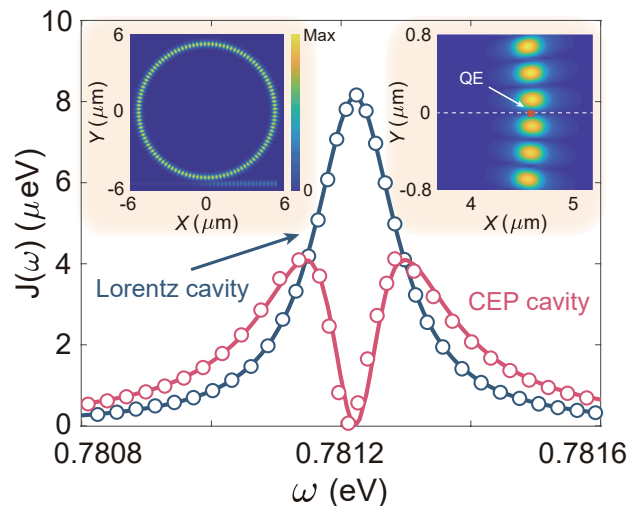 10
8
6
4
2
0
J(ω) (μeV)
0.7808
0.7812
0.7816
ω (eV)
Lorentz cavity
CEP cavity
6
0
-6
Y (μm)
-6
0
6
X (μm)
Max
0
0.8
0
-0.8
Y (μm)
QE
4
5
X (μm)